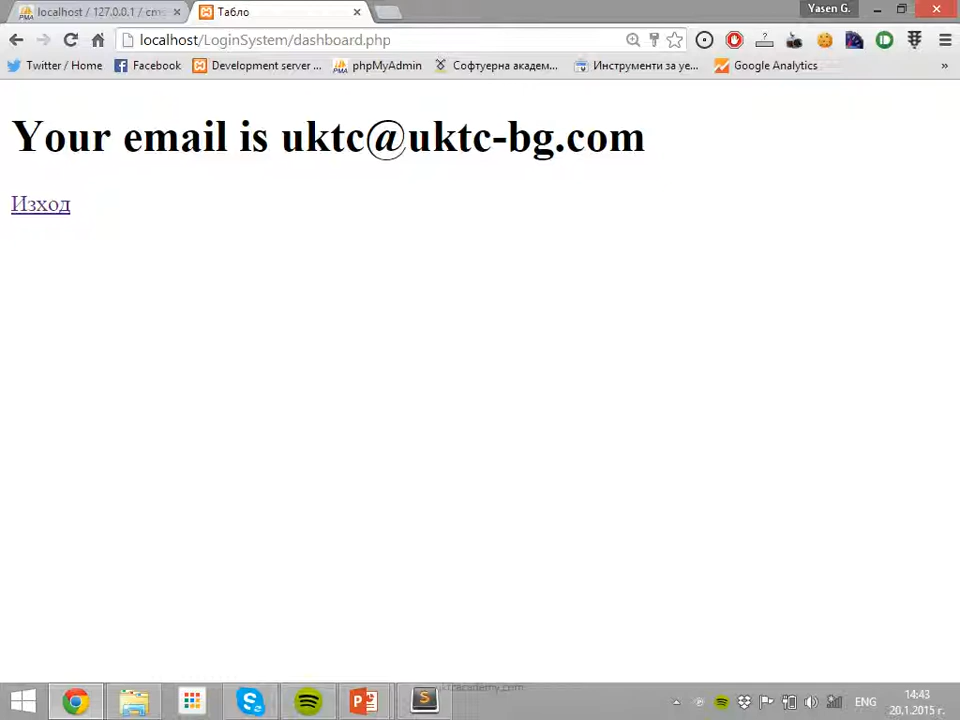 localhost / 127.0.0.1 / cms
Табло
Yasen G.
localhost/LoginSystem/dashboard.php
Twitter / Home
Facebook
Development server ...
phpMyAdmin
Софтуерна академ...
Инструменти за уе...
Google Analytics
»
Your email is uktc@uktc-bg.com
Изход
ENG
14:43
20.1.2015 г.